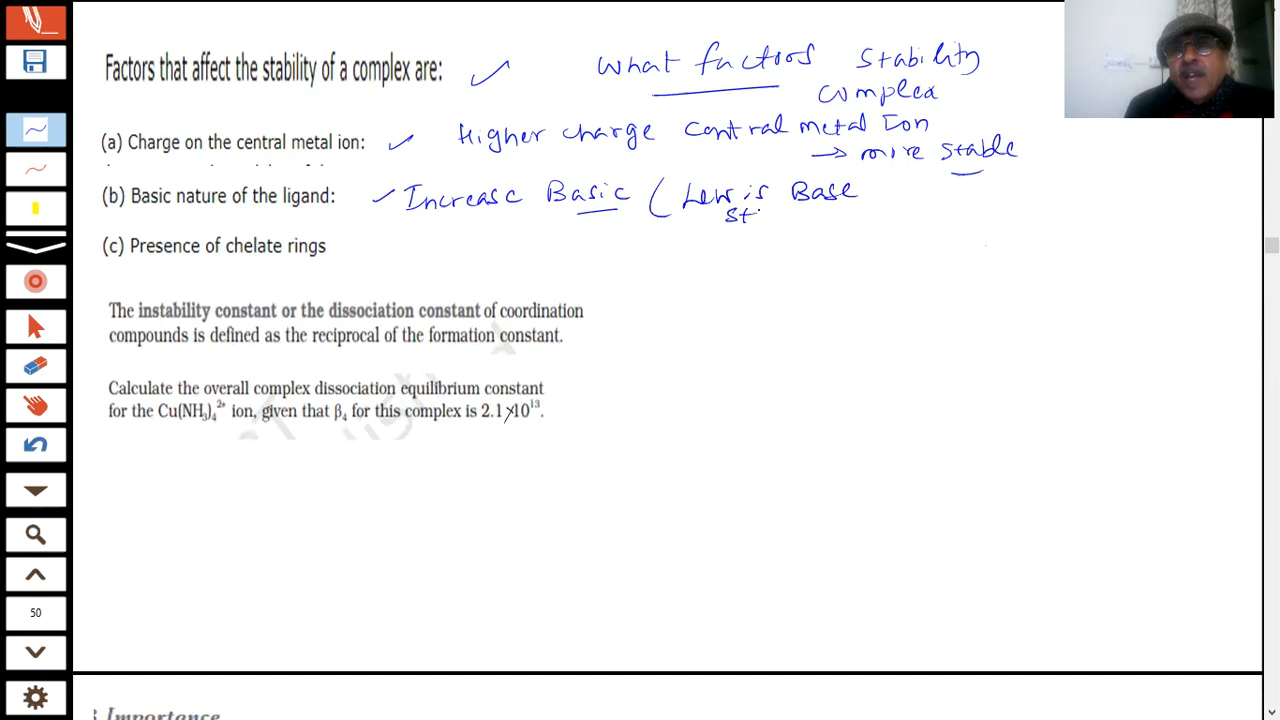 Factors that affect the stability of a complex are:
What factors stability
complex
(a) Charge on the central metal ion:
Higher charge central metal Ion
→ more stable
(b) Basic nature of the ligand:
Increase Basic (Lewis Base
st
(c) Presence of chelate rings
The instability constant or the dissociation constant of coordination
compounds is defined as the reciprocal of the formation constant.
Calculate the overall complex dissociation equilibrium constant
for the Cu(NH₃)₄²⁺ ion, given that β₄ for this complex is 2.1×10¹³.
50
Importance